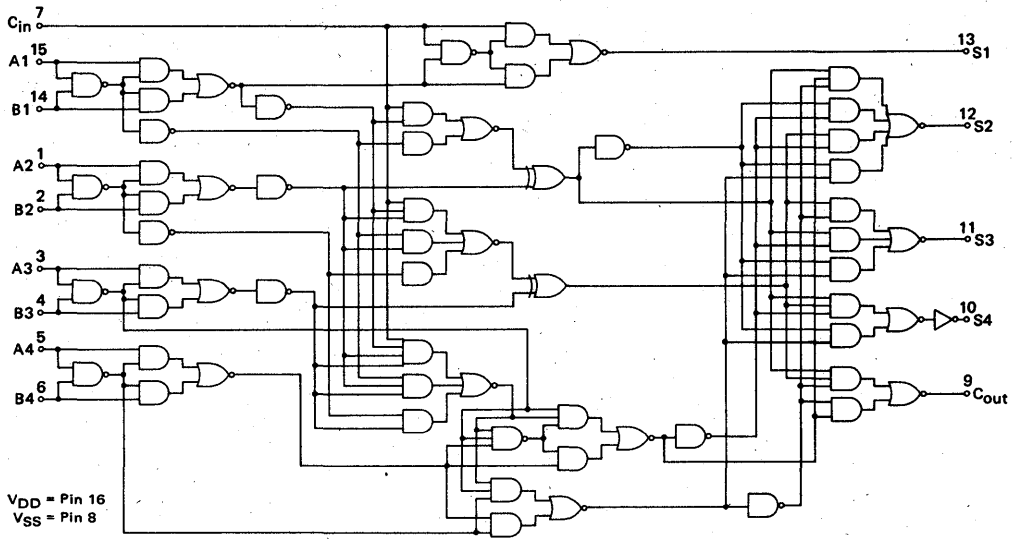 7
Cin
15
A1
14
B1
1
A2
2
B2
3
A3
4
B3
5
A4
6
B4
13
S1
12
S2
11
S3
10
S4
9
Cout
VDD = Pin 16
VSS = Pin 8